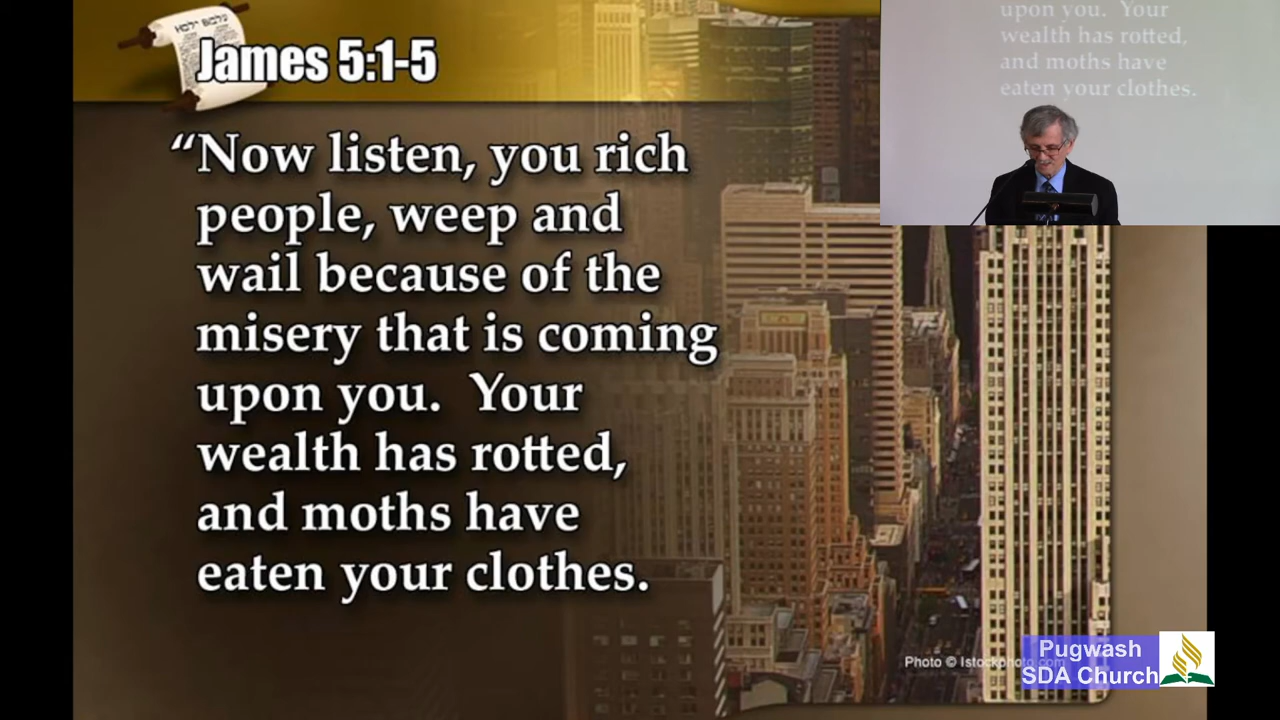 James 5:1-5
“Now listen, you rich
people, weep and
wail because of the
misery that is coming
upon you.  Your
wealth has rotted,
and moths have
eaten your clothes.
upon you.  Your
wealth has rotted,
and moths have
eaten your clothes.
Photo © Istockphoto.com
Pugwash
SDA Church